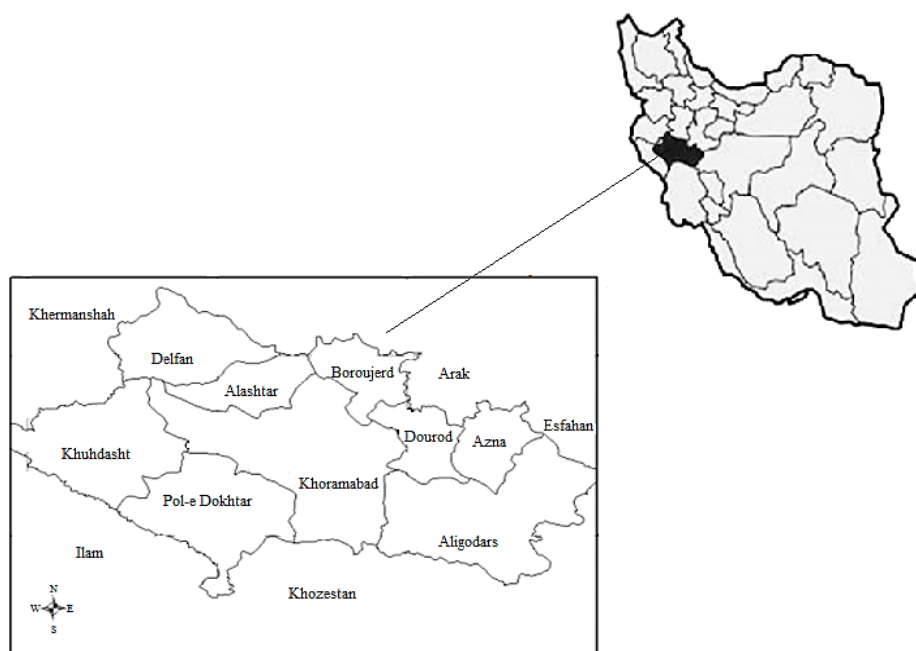 Khermanshah
Delfan
Boroujerd
Arak
Alashtar
Esfahan
Dourod
Azna
Khuhdasht
Khoramabad
Pol-e Dokhtar
Aligodars
Ilam
Khozestan
N
W E
S